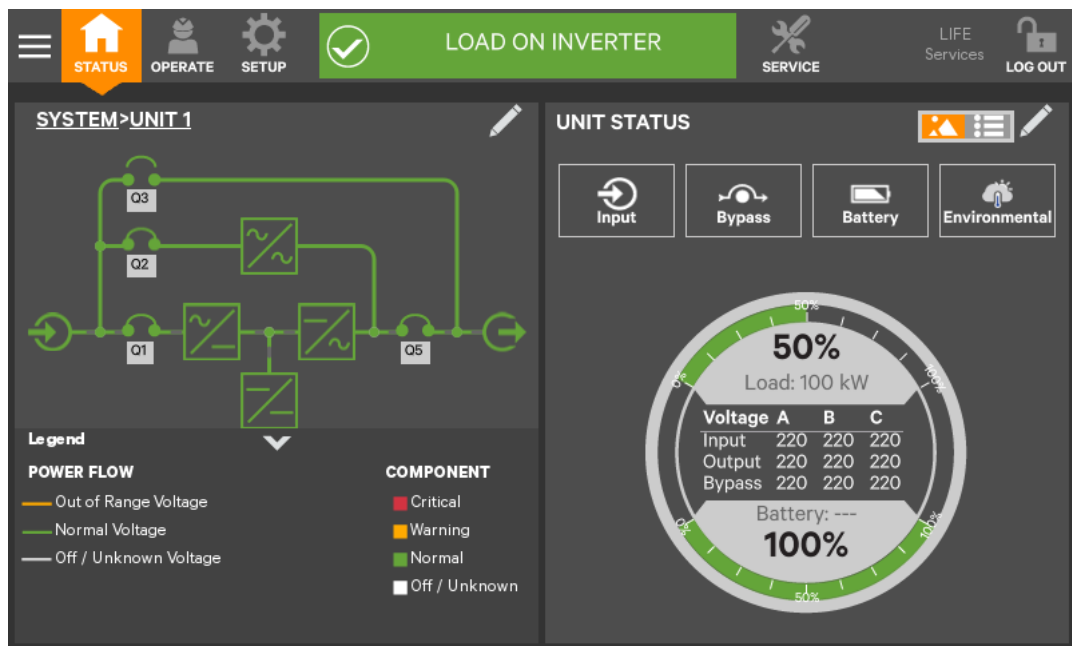 STATUS
OPERATE
SETUP
LOAD ON INVERTER
SERVICE
LIFE
Services
LOG OUT
SYSTEM>UNIT 1
Q3
Q2
Q1
Q5
Legend
POWER FLOW
Out of Range Voltage
Normal Voltage
Off / Unknown Voltage
COMPONENT
Critical
Warning
Normal
Off / Unknown
UNIT STATUS
Input
Bypass
Battery
Environmental
0%
50%
100%
50%
Load: 100 kW
Voltage A B C
Input 220 220 220
Output 220 220 220
Bypass 220 220 220
Battery: ---
100%
0%
50%
100%